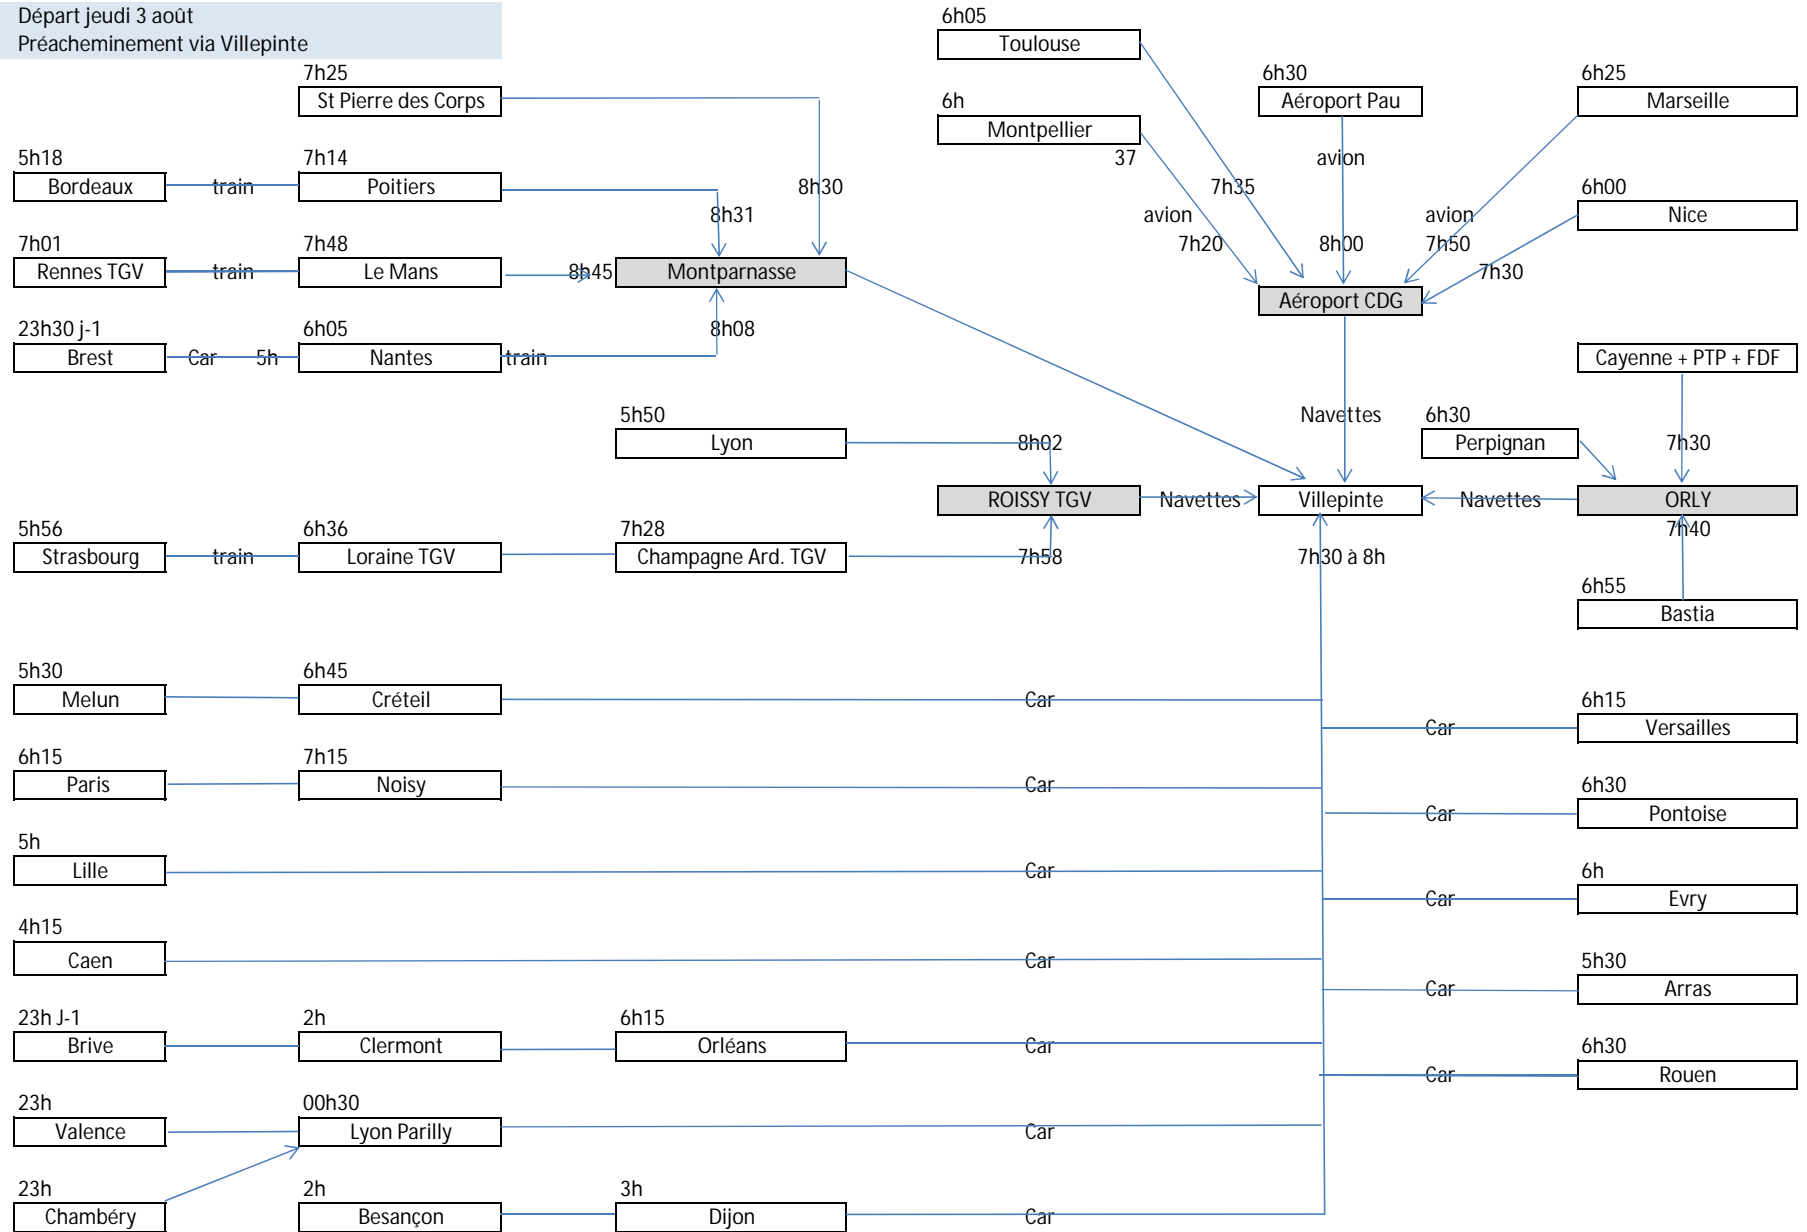 Départ jeudi 3 août
Préacheminement via Villepinte
6h05
Toulouse
7h25
6h30
6h25
St Pierre des Corps
6h
Aéroport Pau
Marseille
Montpellier
5h18
7h14
37
avion
Bordeaux
train
Poitiers
8h30
7h35
6h00
8h31
avion
avion
Nice
7h01
7h48
7h20
8h00
7h50
Rennes TGV
train
Le Mans
8h45
Montparnasse
7h30
Aéroport CDG
23h30 j-1
6h05
8h08
Brest
Car
5h
Nantes
train
Cayenne + PTP + FDF
5h50
Navettes
6h30
Lyon
8h02
Perpignan
7h30
ROISSY TGV
Navettes
Villepinte
Navettes
ORLY
5h56
6h36
7h28
7h40
Strasbourg
train
Loraine TGV
Champagne Ard. TGV
7h58
7h30 à 8h
6h55
Bastia
5h30
6h45
Melun
Créteil
Car
6h15
Car
Versailles
6h15
7h15
Paris
Noisy
Car
6h30
Car
Pontoise
5h
Lille
Car
6h
Car
Evry
4h15
Caen
Car
5h30
Car
Arras
23h J-1
2h
6h15
Brive
Clermont
Orléans
Car
6h30
Car
Rouen
23h
00h30
Valence
Lyon Parilly
Car
23h
2h
3h
Chambéry
Besançon
Dijon
Car